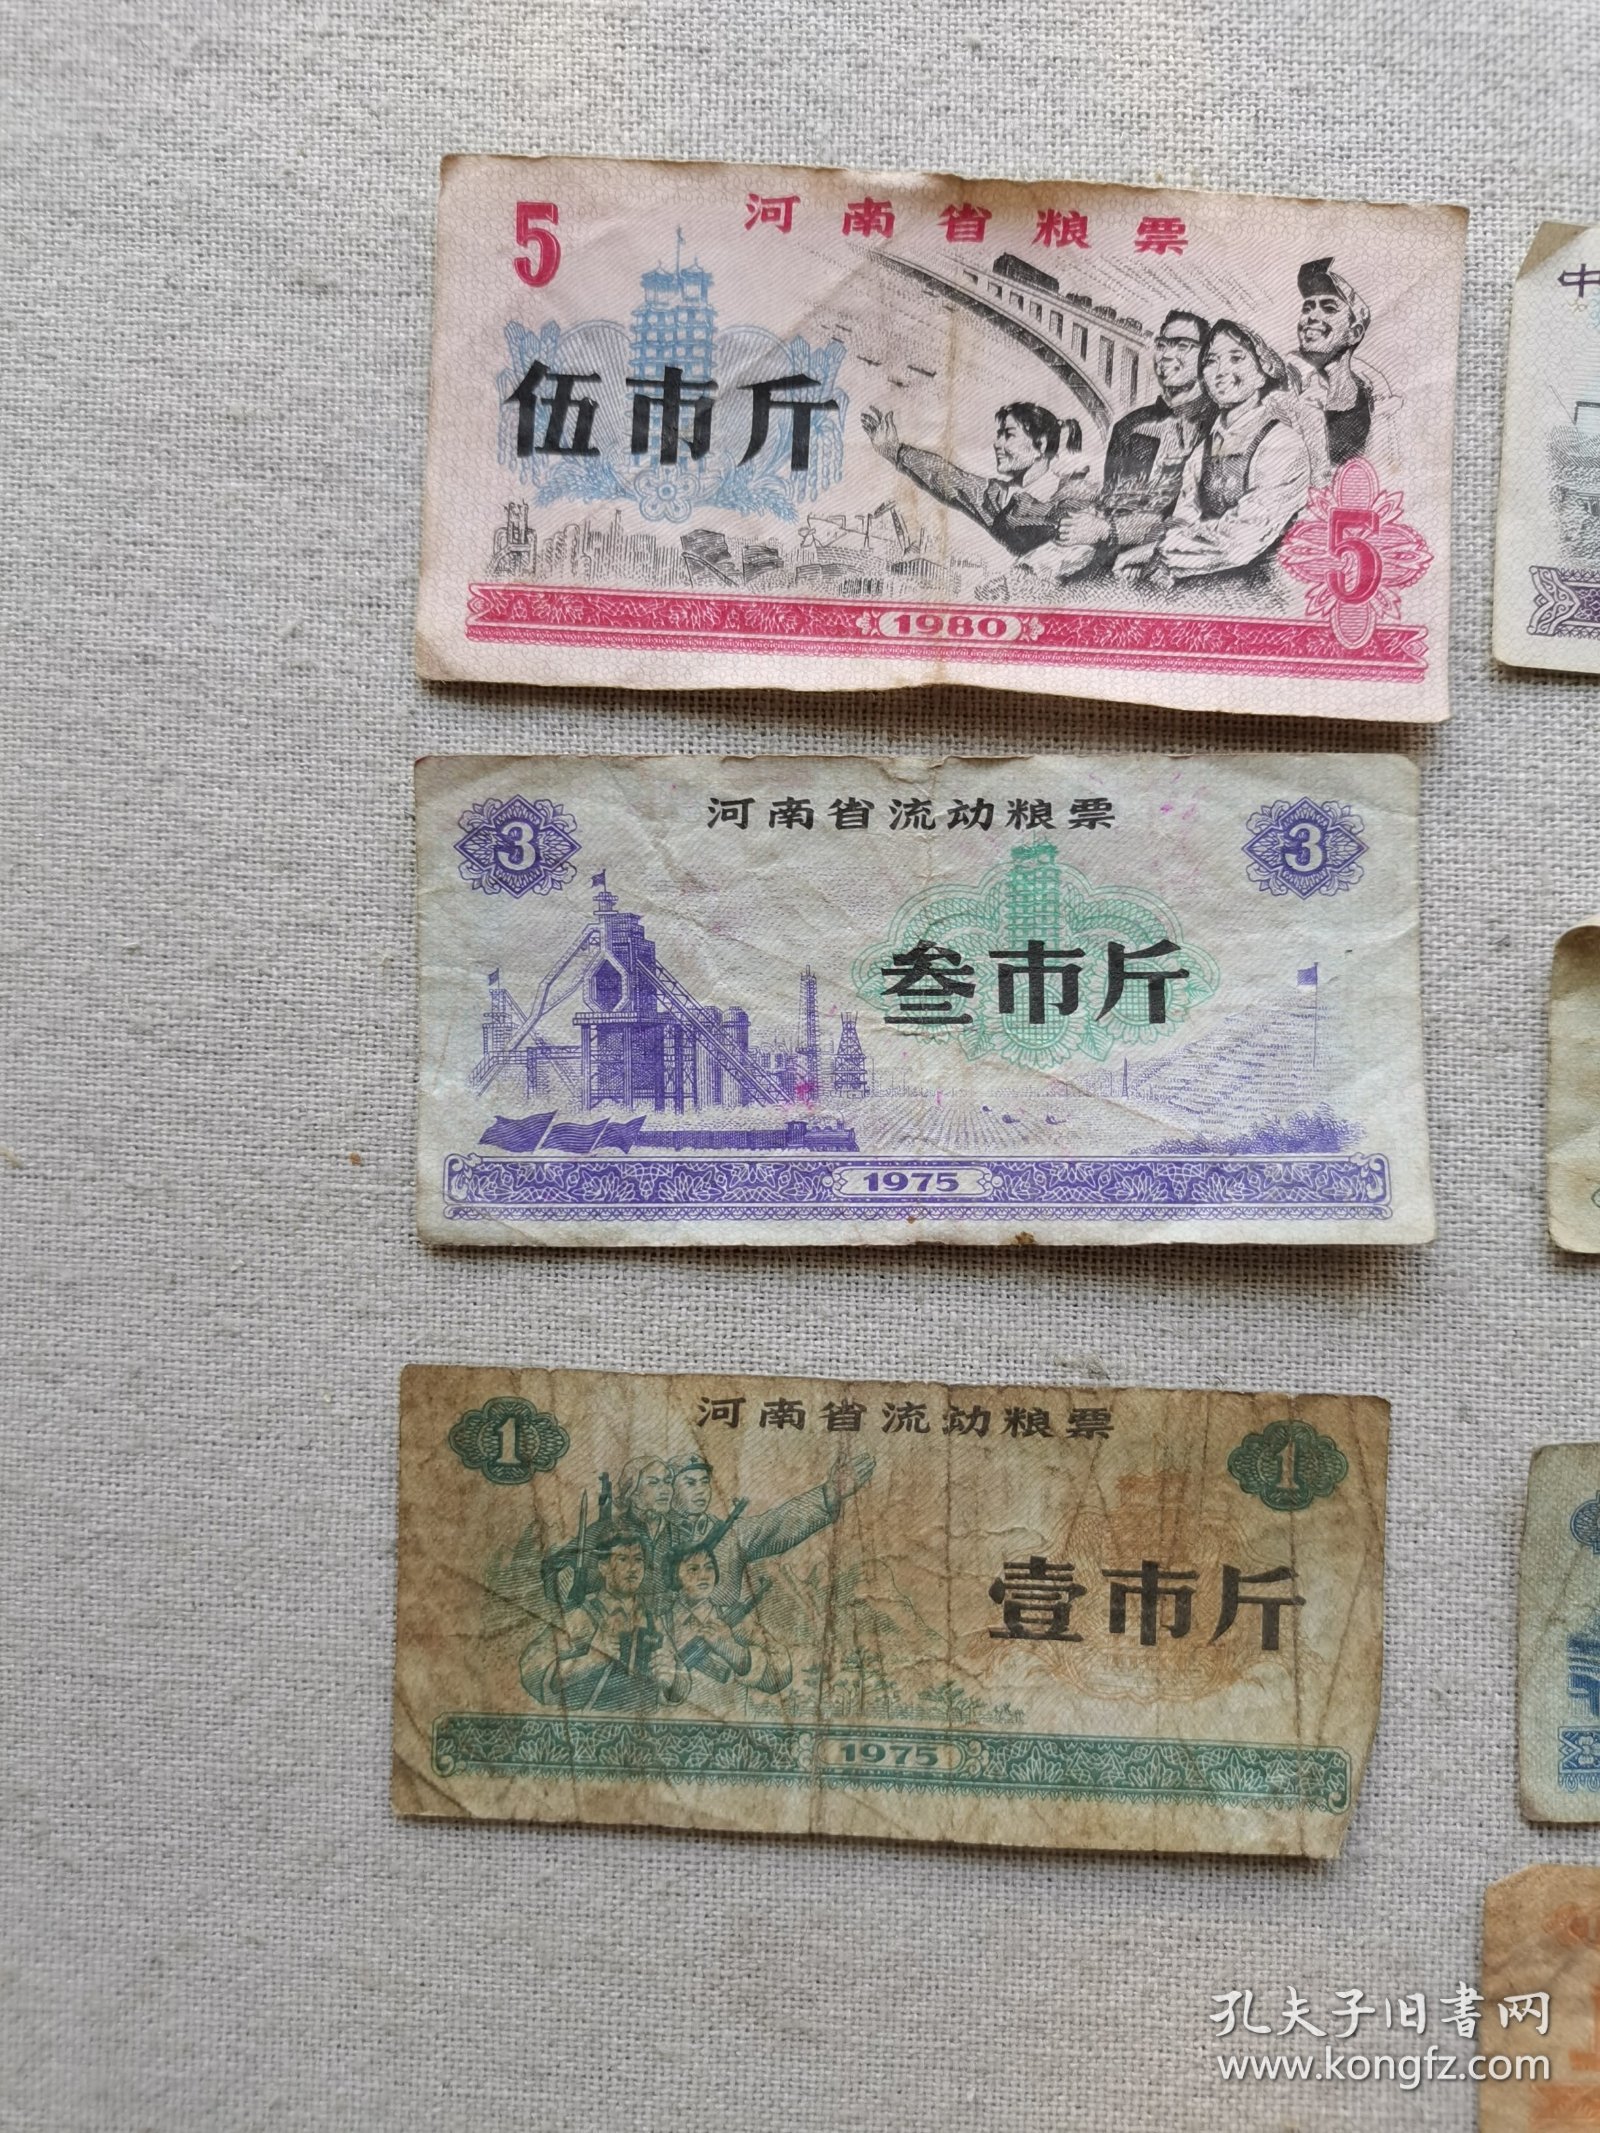 5
河南省粮票
伍市斤
5
1980
中
3
河南省流动粮票
3
叁市斤
1975
1
河南省流动粮票
1
壹市斤
1975
孔夫子旧书网
www.kongfz.com